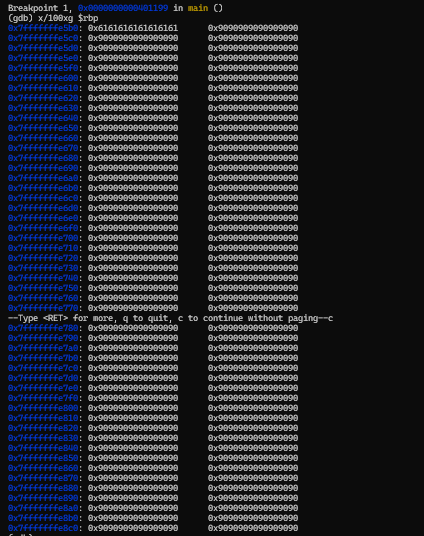 Breakpoint 1, 0x0000000000401199 in main ()
(gdb) x/100xg $rbp
0x7fffffffe5b0: 0x6161616161616161 0x9090909090909090
0x7fffffffe5c0: 0x9090909090909090 0x9090909090909090
0x7fffffffe5d0: 0x9090909090909090 0x9090909090909090
0x7fffffffe5e0: 0x9090909090909090 0x9090909090909090
0x7fffffffe5f0: 0x9090909090909090 0x9090909090909090
0x7fffffffe600: 0x9090909090909090 0x9090909090909090
0x7fffffffe610: 0x9090909090909090 0x9090909090909090
0x7fffffffe620: 0x9090909090909090 0x9090909090909090
0x7fffffffe630: 0x9090909090909090 0x9090909090909090
0x7fffffffe640: 0x9090909090909090 0x9090909090909090
0x7fffffffe650: 0x9090909090909090 0x9090909090909090
0x7fffffffe660: 0x9090909090909090 0x9090909090909090
0x7fffffffe670: 0x9090909090909090 0x9090909090909090
0x7fffffffe680: 0x9090909090909090 0x9090909090909090
0x7fffffffe690: 0x9090909090909090 0x9090909090909090
0x7fffffffe6a0: 0x9090909090909090 0x9090909090909090
0x7fffffffe6b0: 0x9090909090909090 0x9090909090909090
0x7fffffffe6c0: 0x9090909090909090 0x9090909090909090
0x7fffffffe6d0: 0x9090909090909090 0x9090909090909090
0x7fffffffe6e0: 0x9090909090909090 0x9090909090909090
0x7fffffffe6f0: 0x9090909090909090 0x9090909090909090
0x7fffffffe700: 0x9090909090909090 0x9090909090909090
0x7fffffffe710: 0x9090909090909090 0x9090909090909090
0x7fffffffe720: 0x9090909090909090 0x9090909090909090
0x7fffffffe730: 0x9090909090909090 0x9090909090909090
0x7fffffffe740: 0x9090909090909090 0x9090909090909090
0x7fffffffe750: 0x9090909090909090 0x9090909090909090
0x7fffffffe760: 0x9090909090909090 0x9090909090909090
0x7fffffffe770: 0x9090909090909090 0x9090909090909090
--Type <RET> for more, q to quit, c to continue without paging--c
0x7fffffffe780: 0x9090909090909090 0x9090909090909090
0x7fffffffe790: 0x9090909090909090 0x9090909090909090
0x7fffffffe7a0: 0x9090909090909090 0x9090909090909090
0x7fffffffe7b0: 0x9090909090909090 0x9090909090909090
0x7fffffffe7c0: 0x9090909090909090 0x9090909090909090
0x7fffffffe7d0: 0x9090909090909090 0x9090909090909090
0x7fffffffe7e0: 0x9090909090909090 0x9090909090909090
0x7fffffffe7f0: 0x9090909090909090 0x9090909090909090
0x7fffffffe800: 0x9090909090909090 0x9090909090909090
0x7fffffffe810: 0x9090909090909090 0x9090909090909090
0x7fffffffe820: 0x9090909090909090 0x9090909090909090
0x7fffffffe830: 0x9090909090909090 0x9090909090909090
0x7fffffffe840: 0x9090909090909090 0x9090909090909090
0x7fffffffe850: 0x9090909090909090 0x9090909090909090
0x7fffffffe860: 0x9090909090909090 0x9090909090909090
0x7fffffffe870: 0x9090909090909090 0x9090909090909090
0x7fffffffe880: 0x9090909090909090 0x9090909090909090
0x7fffffffe890: 0x9090909090909090 0x9090909090909090
0x7fffffffe8a0: 0x9090909090909090 0x9090909090909090
0x7fffffffe8b0: 0x9090909090909090 0x9090909090909090
0x7fffffffe8c0: 0x9090909090909090 0x9090909090909090